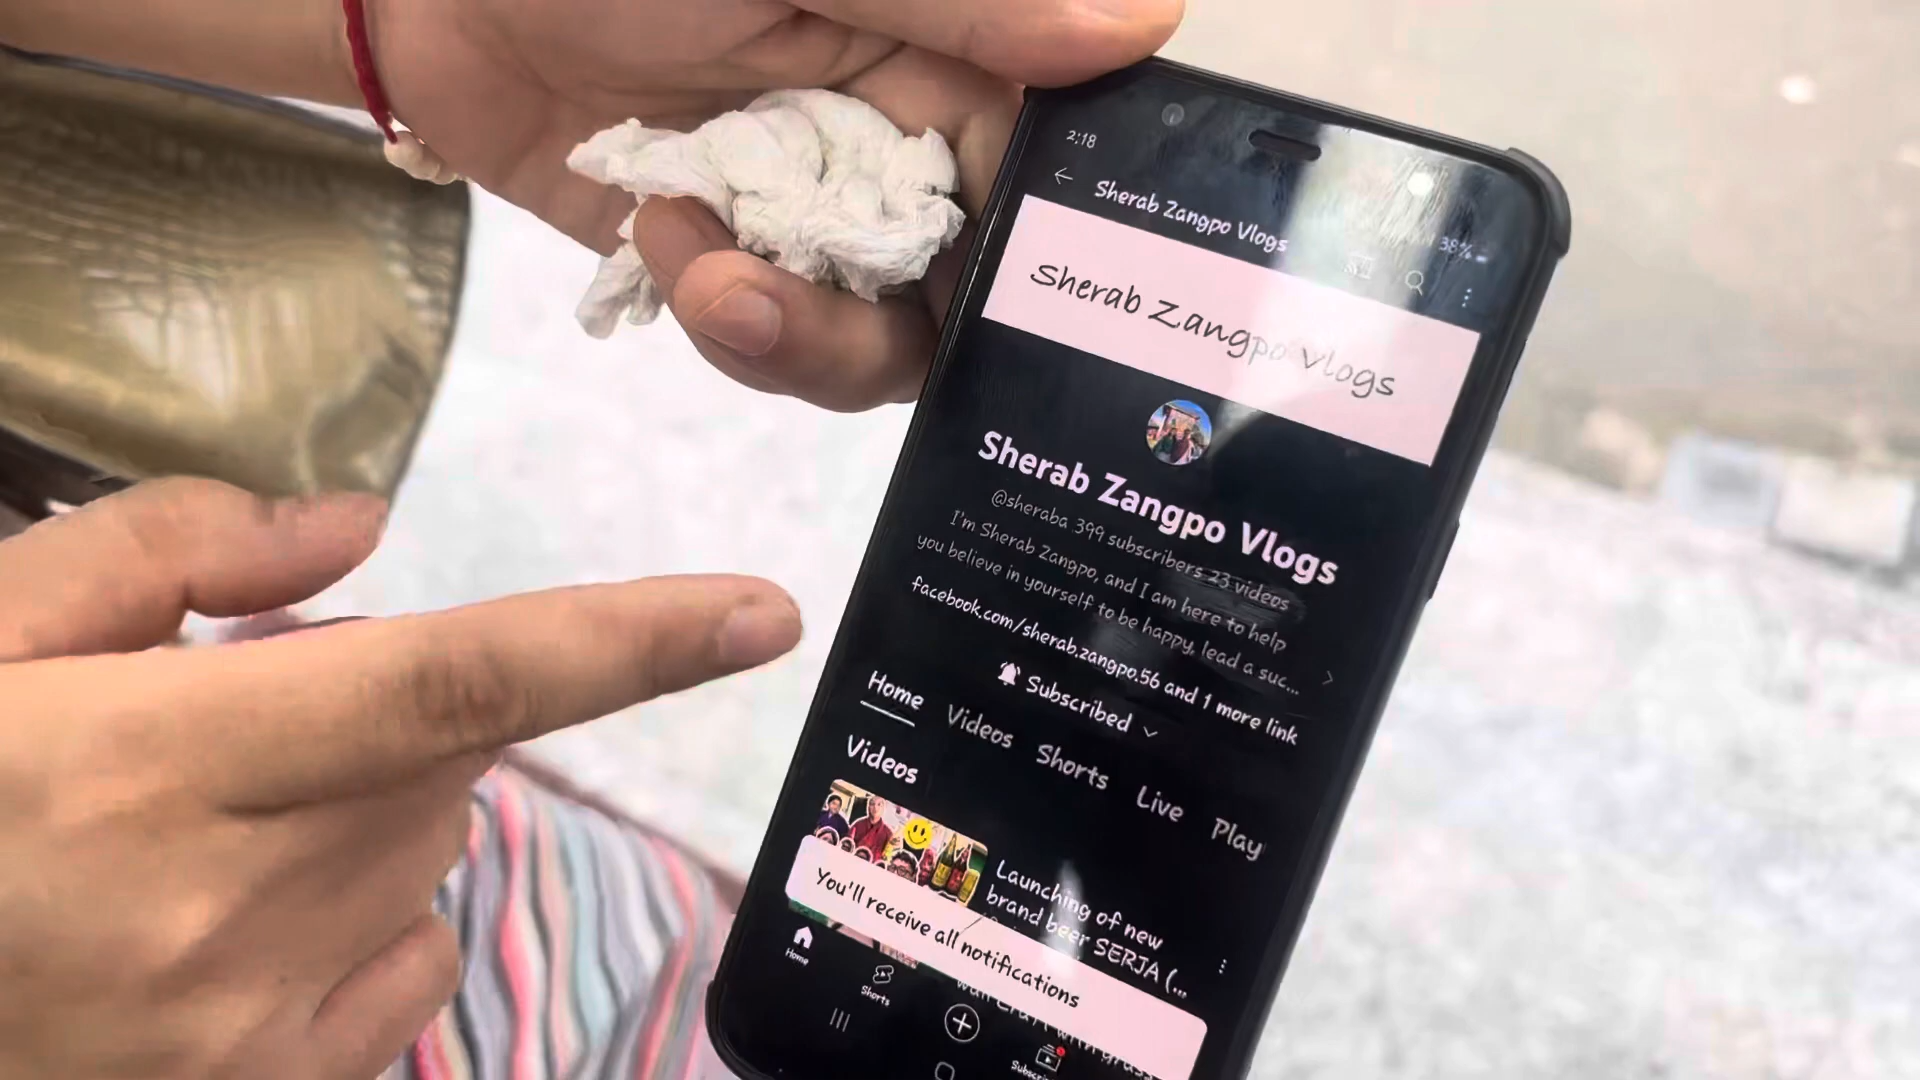 2:18
38%
Sherab Zangpo Vlogs
Sherab Zangpo Vlogs
Sherab Zangpo Vlogs
@sheraba 399 subscribers 23 videos
I'm Sherab Zangpo, and I am here to help
you believe in yourself to be happy, lead a suc...
facebook.com/sherab.zangpo.56 and 1 more link
Subscribed
Home Videos Shorts Live Play
Videos
Launching of new
brand beer SERJA (...
You'll receive all notifications
Home
Shorts